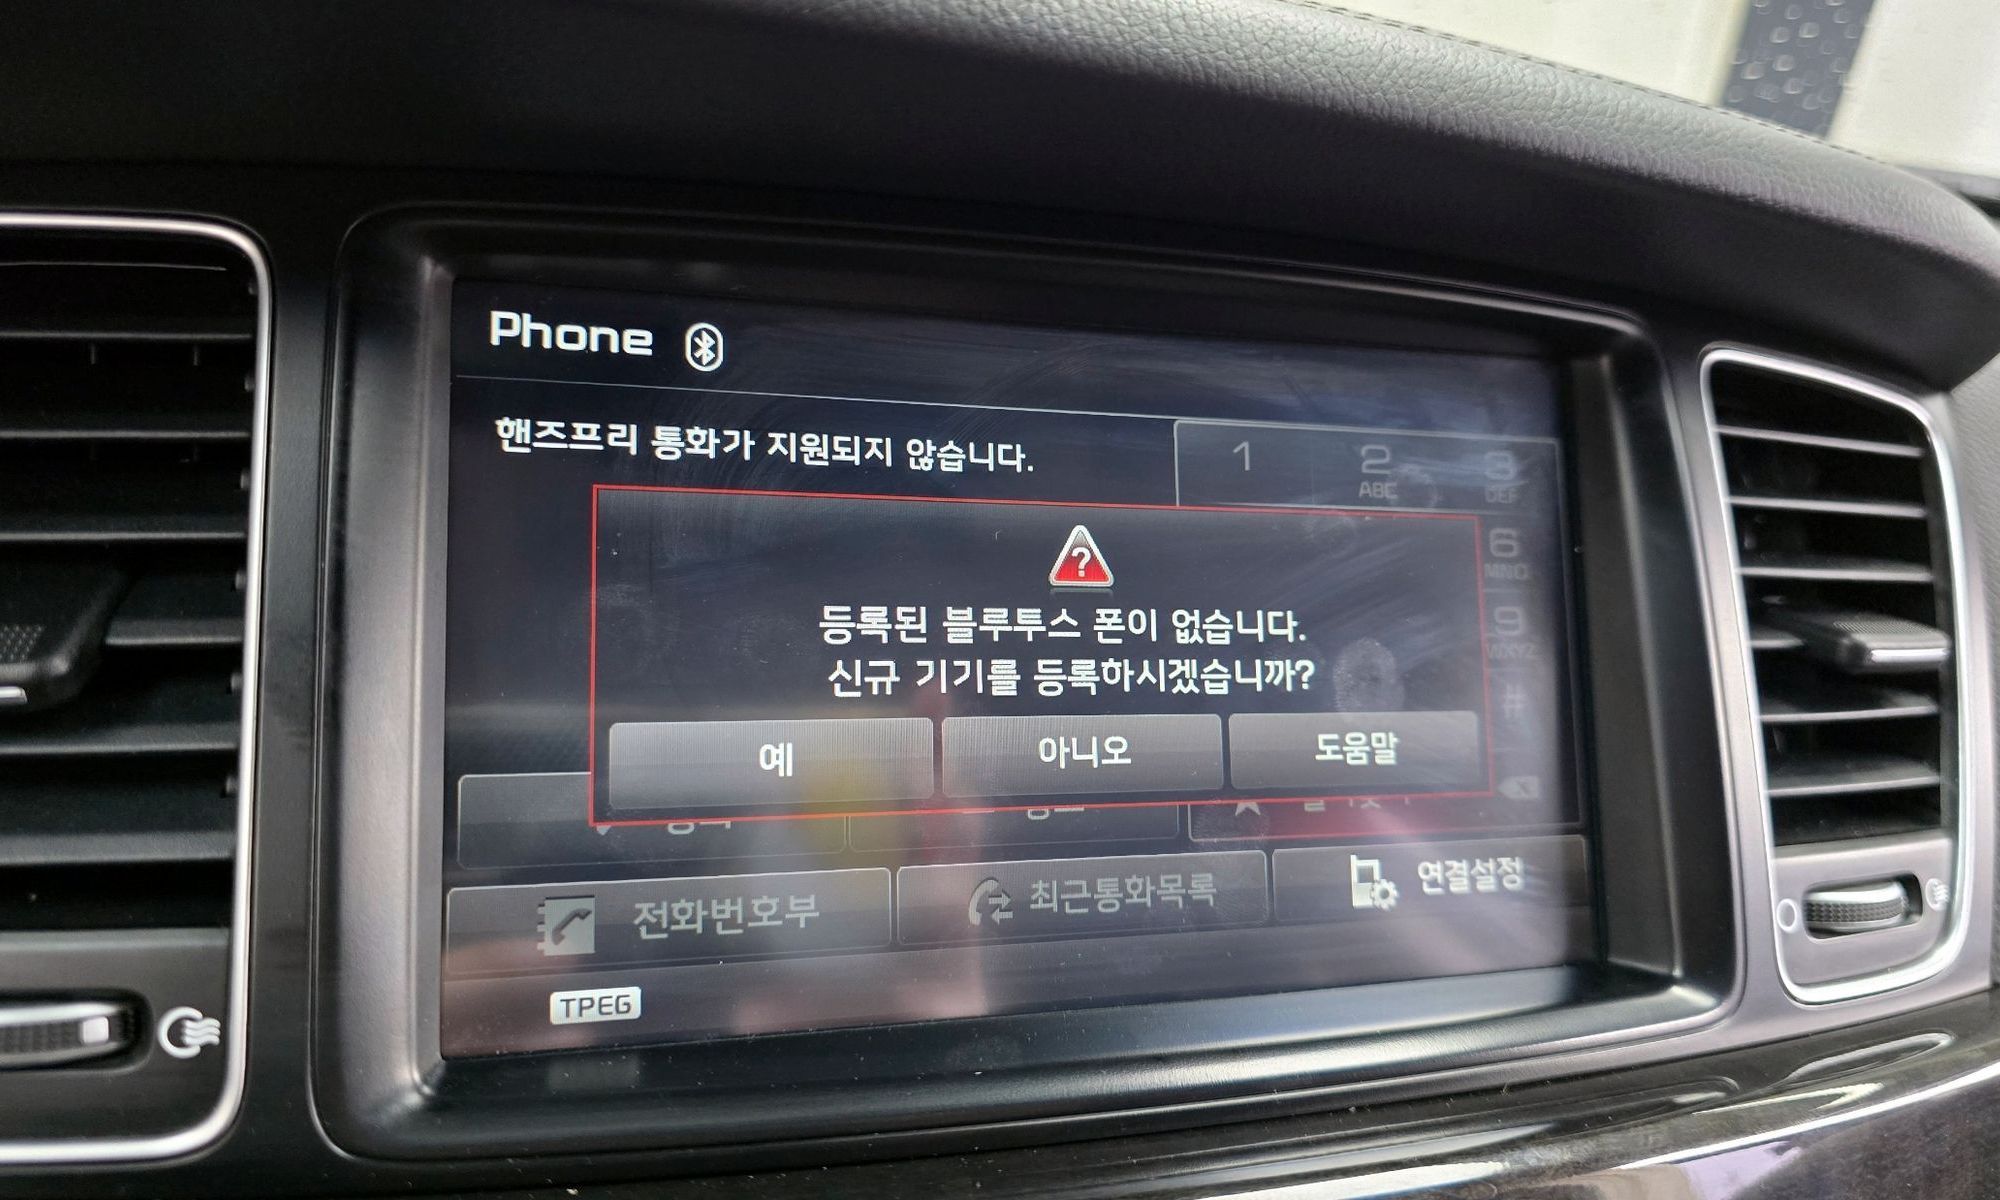 Phone
핸즈프리 통화가 지원되지 않습니다.
1
2
ABC
3
DEF
?
등록된 블루투스 폰이 없습니다.
신규 기기를 등록하시겠습니까?
6
MNO
9
WXYZ
#
예
아니오
도움말
전화번호부
최근통화목록
연결설정
TPEG